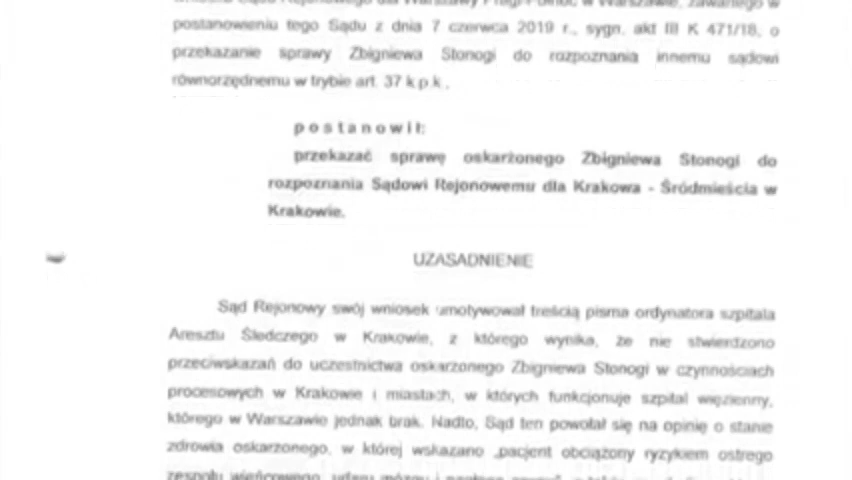 wniosku Sądu Rejonowego dla Warszawy Pragi-Północ w Warszawie, zawartego w
postanowieniu tego Sądu z dnia 7 czerwca 2019 r., sygn. akt III K 471/18, o
przekazanie sprawy Zbigniewa Stonogi do rozpoznania innemu sądowi
równorzędnemu w trybie art. 37 k.p.k.,
p o s t a n o w i ł:
przekazać sprawę oskarżonego Zbigniewa Stonogi do
rozpoznania Sądowi Rejonowemu dla Krakowa - Śródmieścia w
Krakowie.
UZASADNIENIE
Sąd Rejonowy swój wniosek umotywował treścią pisma ordynatora szpitala
Aresztu Śledczego w Krakowie, z którego wynika, że nie stwierdzono
przeciwskazań do uczestnictwa oskarżonego Zbigniewa Stonogi w czynnościach
procesowych w Krakowie i miastach, w których funkcjonuje szpital więzienny,
którego w Warszawie jednak brak. Nadto, Sąd ten powołał się na opinię o stanie
zdrowia oskarżonego, w której wskazano „pacjent obciążony ryzykiem ostrego
zespołu wieńcowego, udaru mózgu i